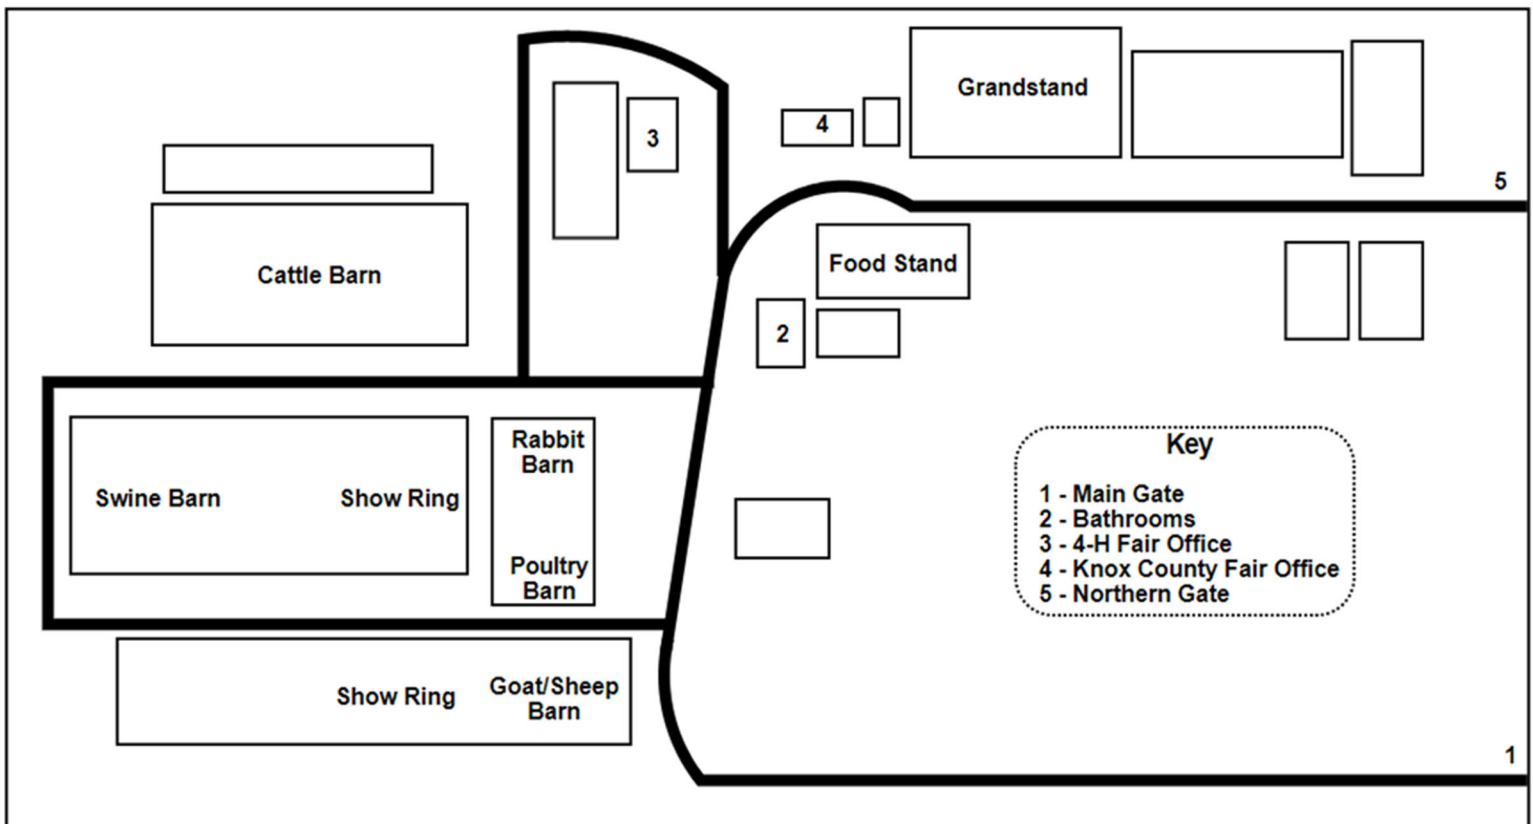 Grandstand
4
3
5
Food Stand
Cattle Barn
2
Rabbit
Barn
Swine Barn
Show Ring
Poultry
Barn
Key
1 - Main Gate
2 - Bathrooms
3 - 4-H Fair Office
4 - Knox County Fair Office
5 - Northern Gate
Show Ring
Goat/Sheep
Barn
1